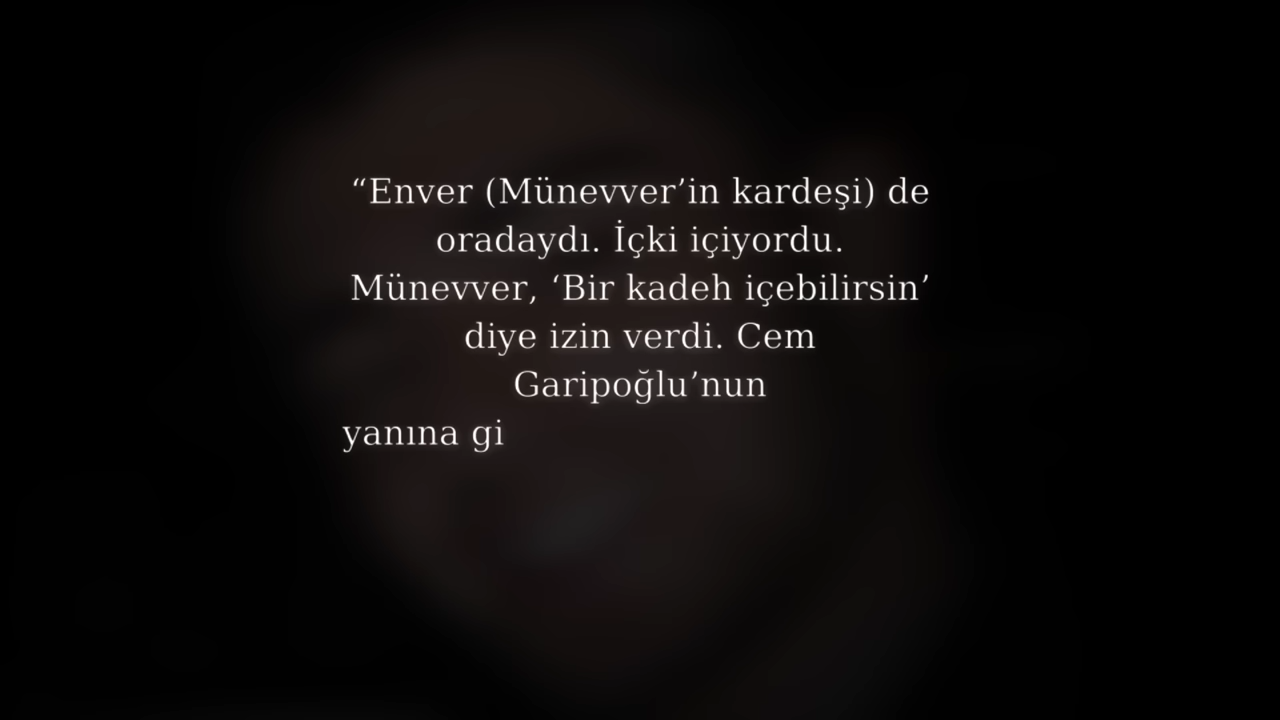 “Enver (Münevver’in kardeşi) de
oradaydı. İçki içiyordu.
Münevver, ‘Bir kadeh içebilirsin’
diye izin verdi. Cem
Garipoğlu’nun
yanına gi